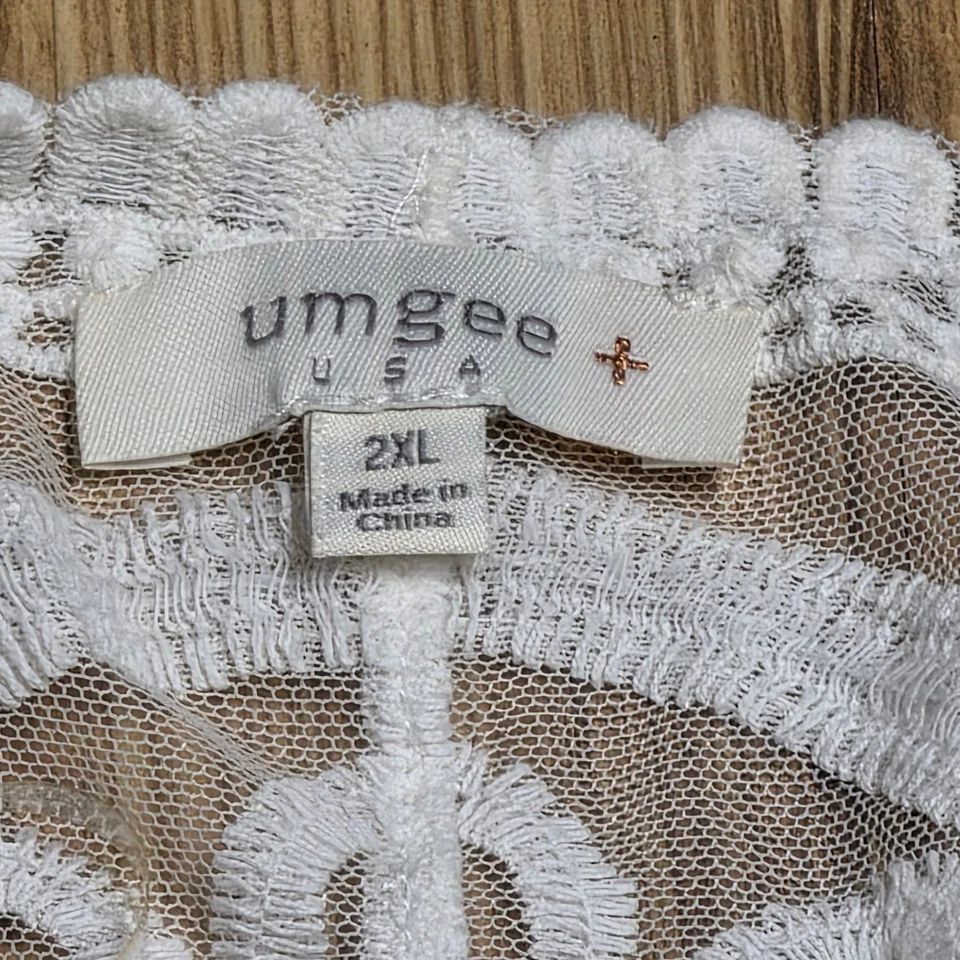 umgee +
USA
2XL
Made in
China